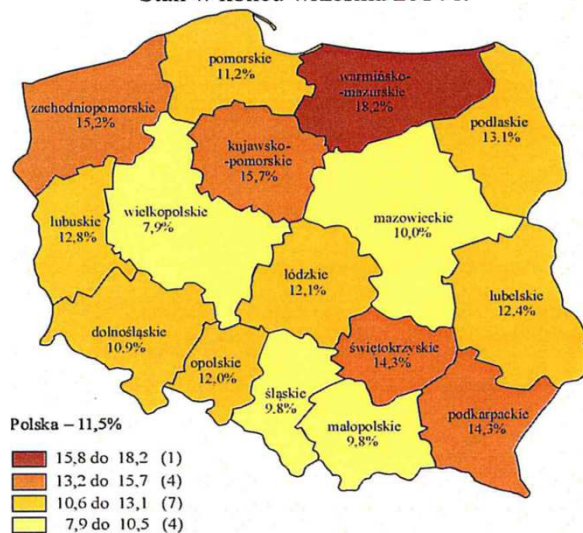 pomorskie
11,2%
warmińsko-
-mazurskie
18,2%
zachodniopomorskie
15,2%
podlaskie
13.1%
kujawsko-
-pomorskie
15,7%
lubuskie
12,8%
wielkopolskie
7,9%
mazowieckie
10,0%
łódzkie
12,1%
lubelskie
12,4%
dolnośląskie
10,9%
opolskie
12,0%
świętokrzyskie
14,3%
śląskie
9,8%
małopolskie
9,8%
podkarpackie
14,3%
Polska – 11,5%
15,8 do 18,2 (1)
13,2 do 15,7 (4)
10,6 do 13,1 (7)
7,9 do 10,5 (4)